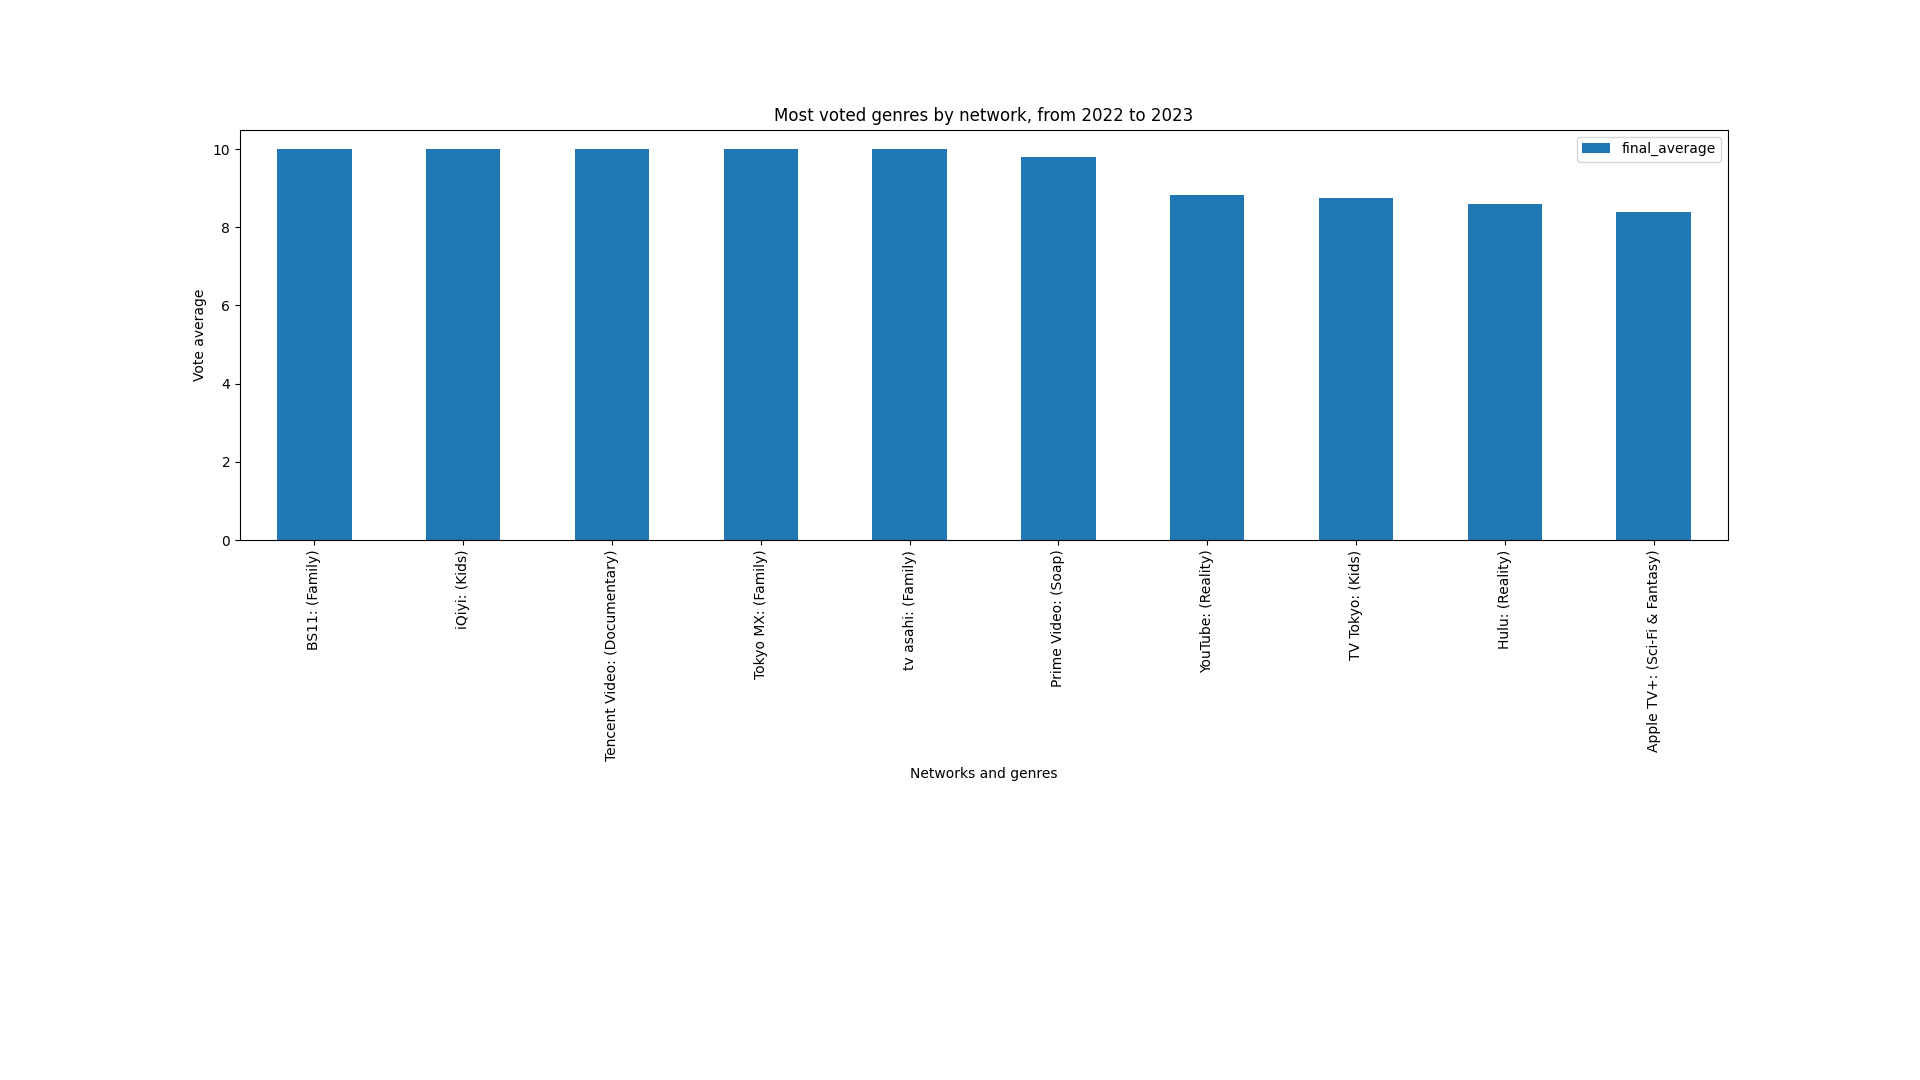 Most voted genres by network, from 2022 to 2023
final_average
10
8
6
4
2
0
Vote average
BS11: (Family)
iQiyi: (Kids)
Tencent Video: (Documentary)
Tokyo MX: (Family)
tv asahi: (Family)
Prime Video: (Soap)
YouTube: (Reality)
TV Tokyo: (Kids)
Hulu: (Reality)
Apple TV+: (Sci-Fi & Fantasy)
Networks and genres